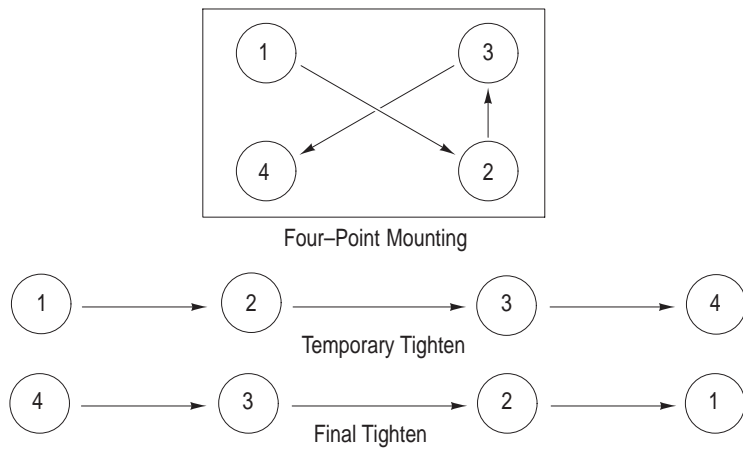 1 3
4 2
Four–Point Mounting
1 2 3 4
Temporary Tighten
4 3 2 1
Final Tighten